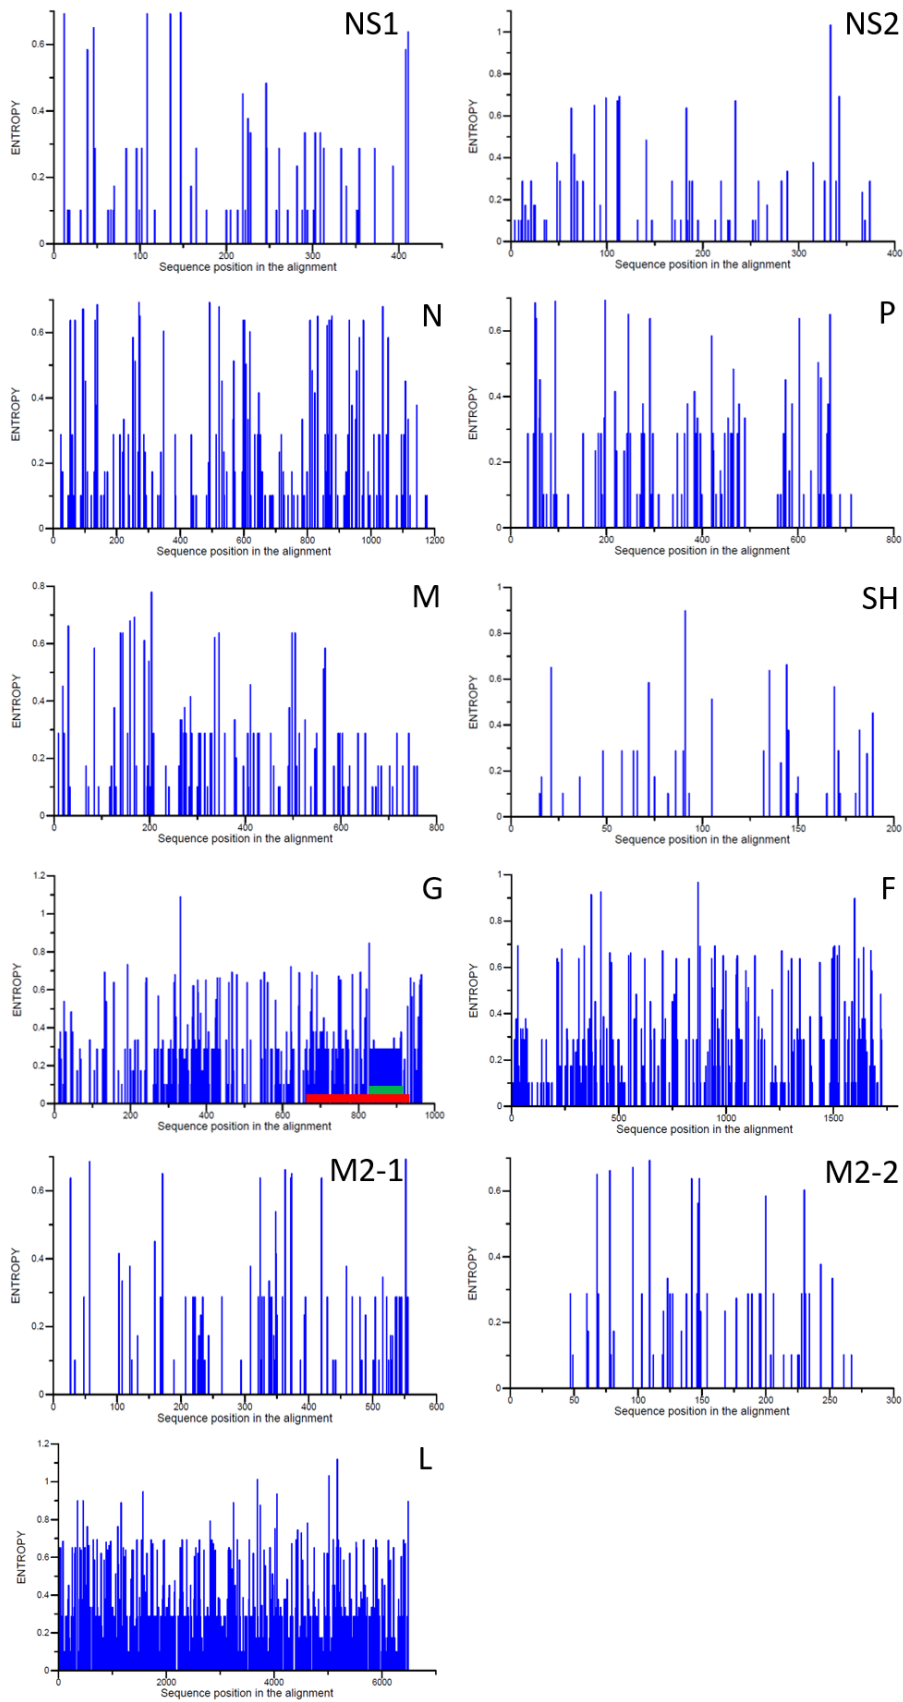 NS1
ENTROPY
0.6
0.4
0.2
0
0 100 200 300 400
Sequence position in the alignment
NS2
ENTROPY
1
0.8
0.6
0.4
0.2
0
0 100 200 300 400
Sequence position in the alignment
N
ENTROPY
0.6
0.4
0.2
0
0 200 400 600 800 1000 1200
Sequence position in the alignment
P
ENTROPY
0.6
0.4
0.2
0
0 200 400 600 800
Sequence position in the alignment
M
ENTROPY
0.8
0.6
0.4
0.2
0
0 200 400 600 800
Sequence position in the alignment
SH
ENTROPY
1
0.8
0.6
0.4
0.2
0
0 50 100 150 200
Sequence position in the alignment
G
ENTROPY
1.2
1
0.8
0.6
0.4
0.2
0
0 200 400 600 800 1000
Sequence position in the alignment
F
ENTROPY
1
0.8
0.6
0.4
0.2
0
0 500 1000 1500
Sequence position in the alignment
M2-1
ENTROPY
0.6
0.4
0.2
0
0 100 200 300 400 500 600
Sequence position in the alignment
M2-2
ENTROPY
0.6
0.4
0.2
0
0 50 100 150 200 250 300
Sequence position in the alignment
L
ENTROPY
1.2
1
0.8
0.6
0.4
0.2
0
0 2000 4000 6000
Sequence position in the alignment